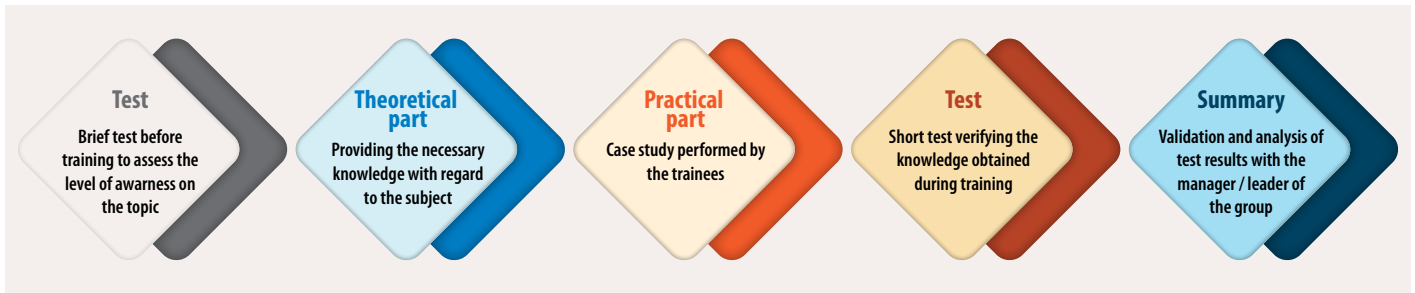 Test
Brief test before
training to assess the
level of awarness on
the topic
Theoretical
part
Providing the necessary
knowledge with regard
to the subject
Practical
part
Case study performed by
the trainees
Test
Short test verifying the
knowledge obtained
during training
Summary
Validation and analysis of
test results with the
manager / leader of
the group